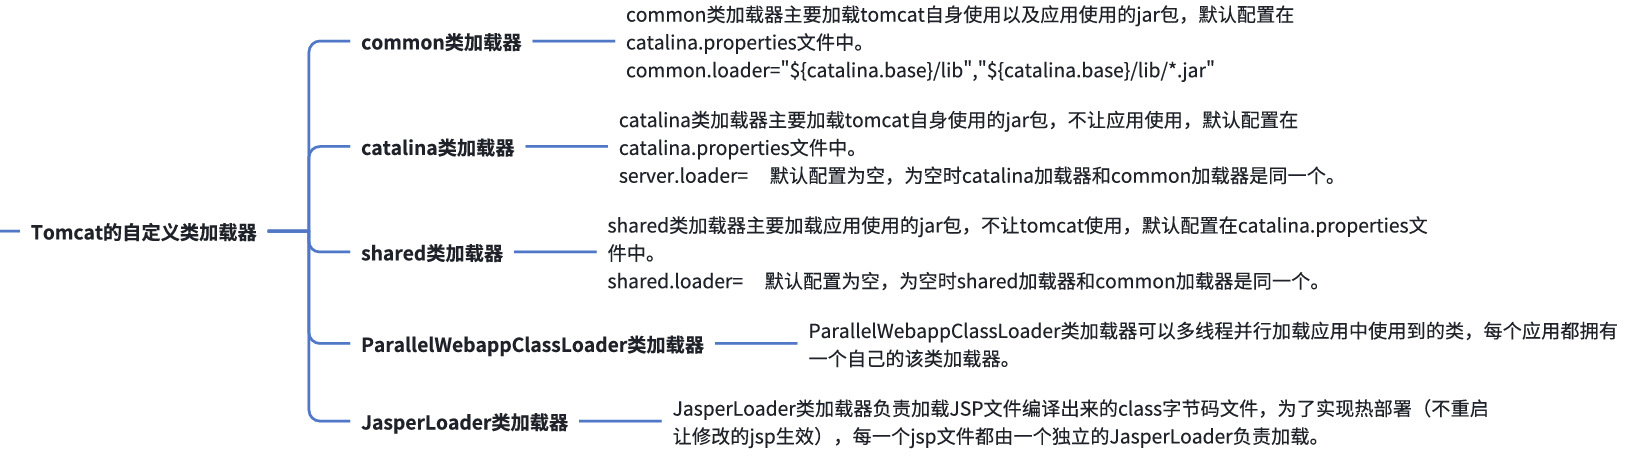 Tomcat的自定义类加载器
common类加载器
common类加载器主要加载tomcat自身使用以及应用使用的jar包，默认配置在
catalina.properties文件中。
common.loader="${catalina.base}/lib","${catalina.base}/lib/*.jar"
catalina类加载器
catalina类加载器主要加载tomcat自身使用的jar包，不让应用使用，默认配置在
catalina.properties文件中。
server.loader=    默认配置为空，为空时catalina加载器和common加载器是同一个。
shared类加载器
shared类加载器主要加载应用使用的jar包，不让tomcat使用，默认配置在catalina.properties文
件中。
shared.loader=    默认配置为空，为空时shared加载器和common加载器是同一个。
ParallelWebappClassLoader类加载器
ParallelWebappClassLoader类加载器可以多线程并行加载应用中使用到的类，每个应用都拥有
一个自己的该类加载器。
JasperLoader类加载器
JasperLoader类加载器负责加载JSP文件编译出来的class字节码文件，为了实现热部署（不重启
让修改的jsp生效），每一个jsp文件都由一个独立的JasperLoader负责加载。